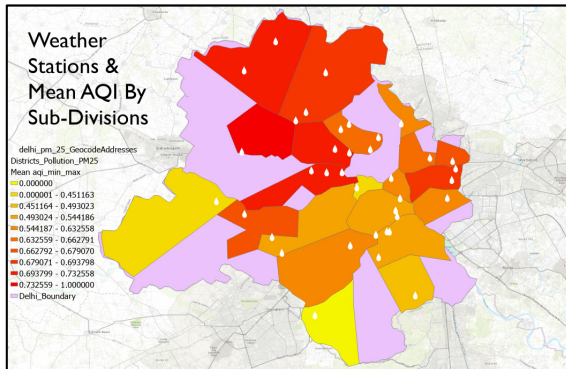 Weather
Stations &
Mean AQI By
Sub-Divisions
delhi_pm_25_GeocodeAddresses
Districts_Pollution_PM25
Mean aqi_min_max
0.000000
0.000001 - 0.451163
0.451164 - 0.493023
0.493024 - 0.544186
0.544187 - 0.632558
0.632559 - 0.662791
0.662792 - 0.679070
0.679071 - 0.693798
0.693799 - 0.732558
0.732559 - 1.000000
Delhi_Boundary